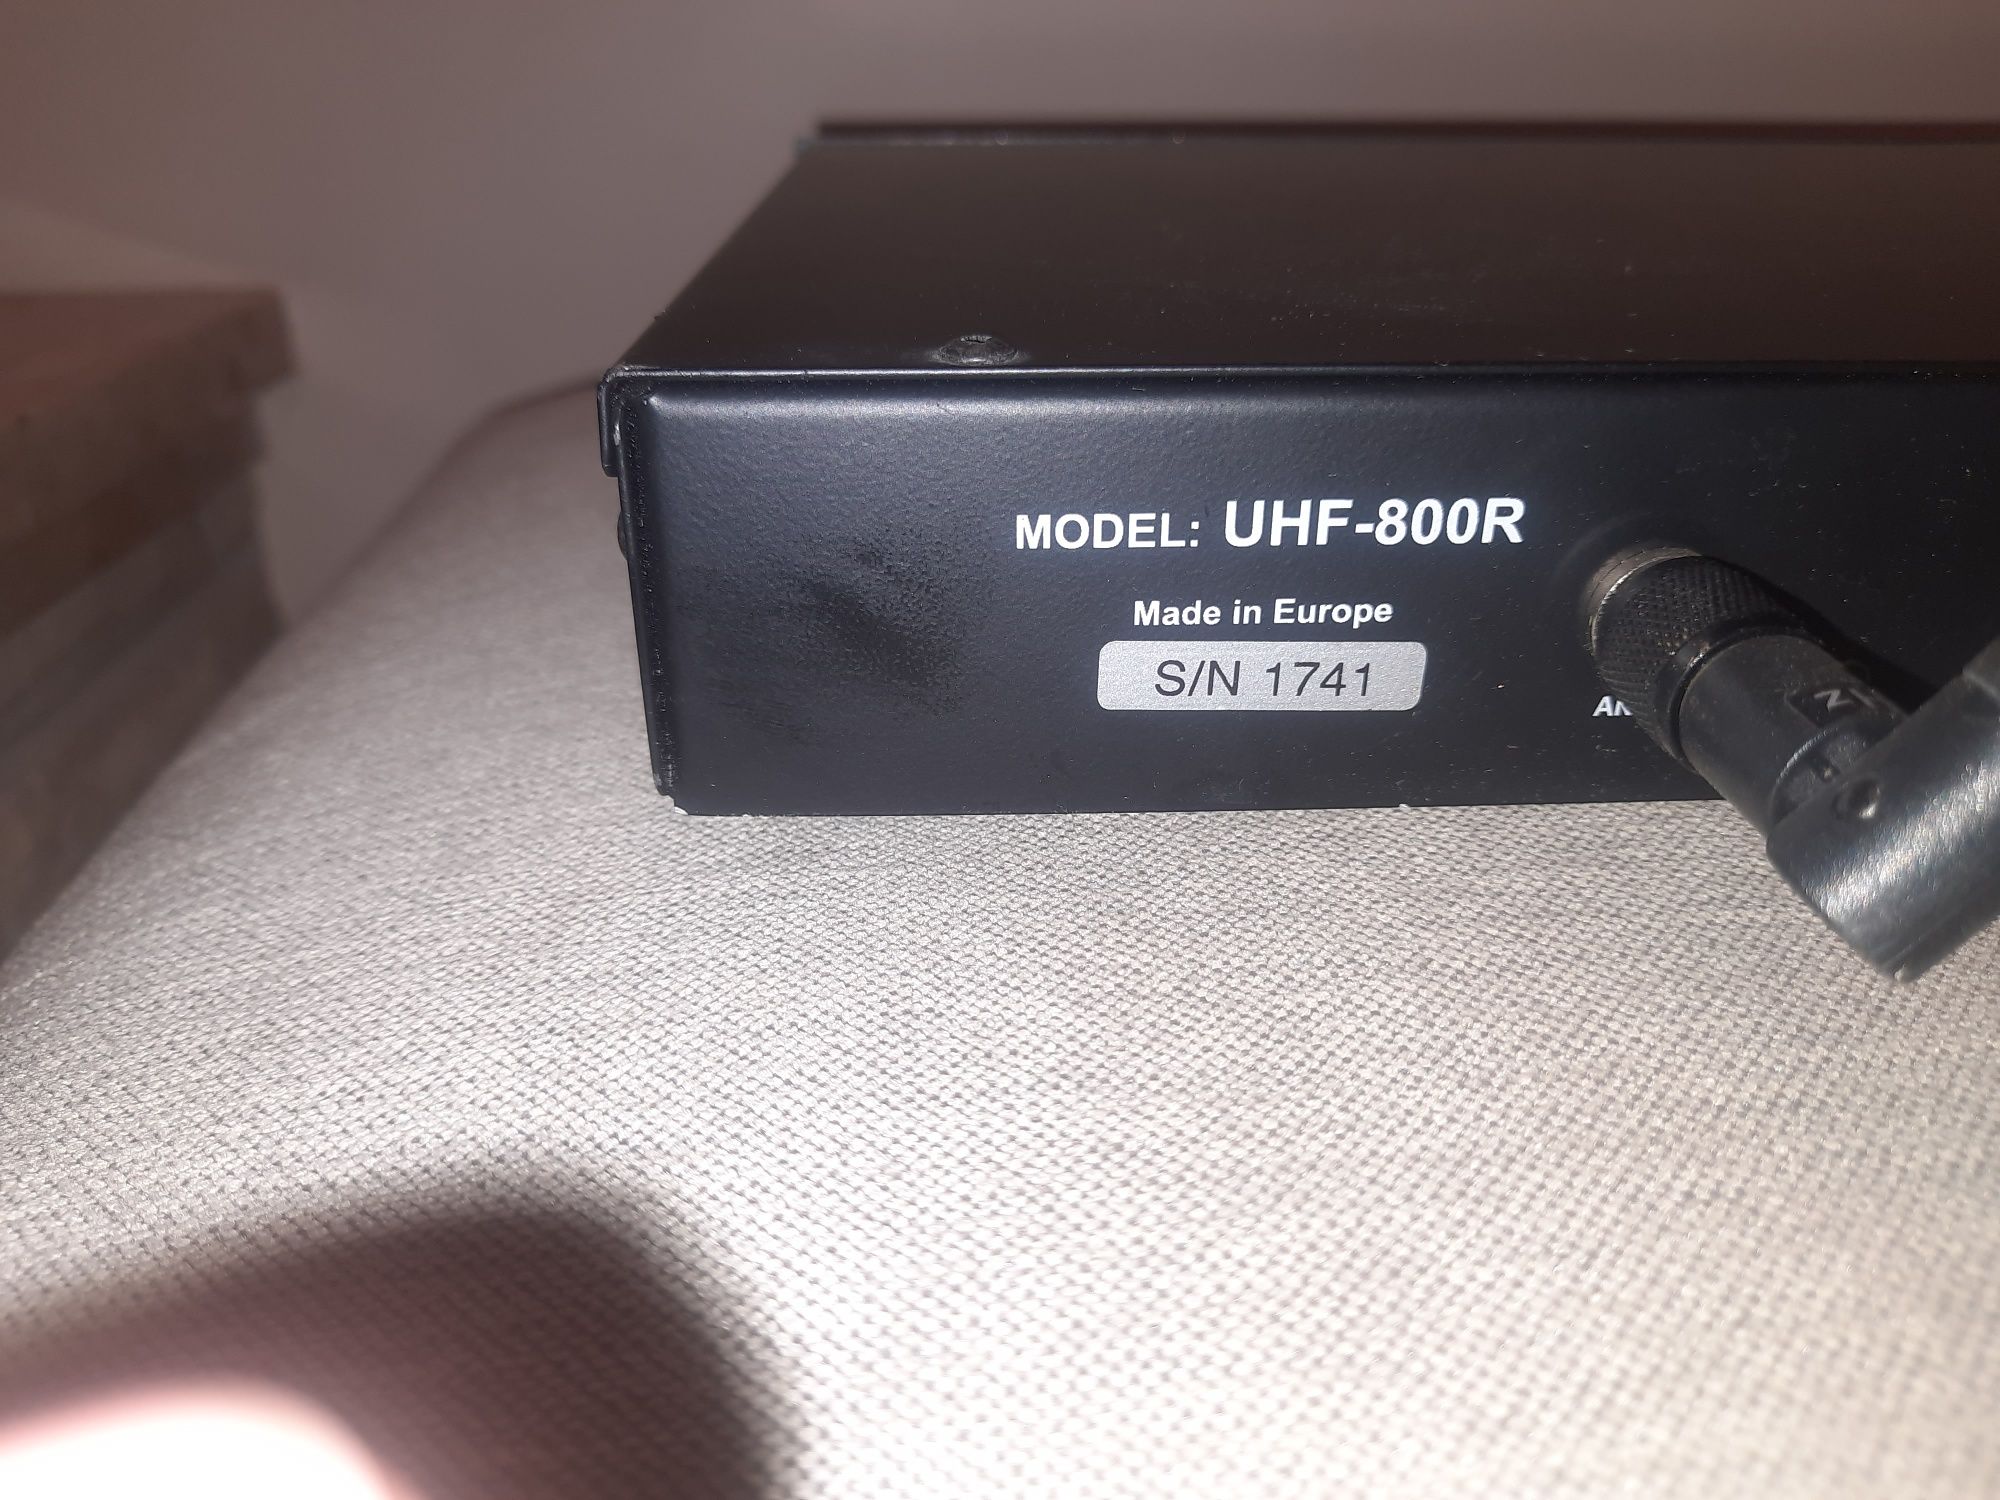 MODEL: UHF-800R
Made in Europe
S/N 1741